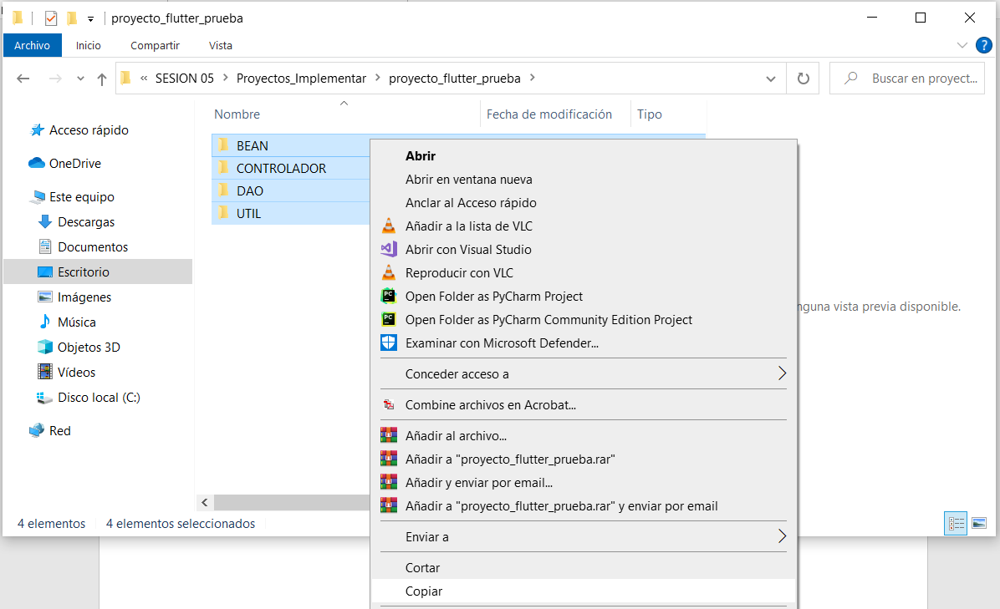 proyecto_flutter_prueba
Archivo
Inicio
Compartir
Vista
?
« SESION 05 > Proyectos_Implementar > proyecto_flutter_prueba >
Buscar en proyect...
Acceso rápido
OneDrive
Este equipo
Descargas
Documentos
Escritorio
Imágenes
Música
Objetos 3D
Vídeos
Disco local (C:)
Red
Nombre
Fecha de modificación
Tipo
BEAN
CONTROLADOR
DAO
UTIL
Abrir
Abrir en ventana nueva
Anclar al Acceso rápido
Añadir a la lista de VLC
Abrir con Visual Studio
Reproducir con VLC
Open Folder as PyCharm Project
Open Folder as PyCharm Community Edition Project
Examinar con Microsoft Defender...
Conceder acceso a
Combine archivos en Acrobat...
Añadir al archivo...
Añadir a "proyecto_flutter_prueba.rar"
Añadir y enviar por email...
Añadir a "proyecto_flutter_prueba.rar" y enviar por email
Enviar a
Cortar
Copiar
nguna vista previa disponible.
4 elementos
4 elementos seleccionados